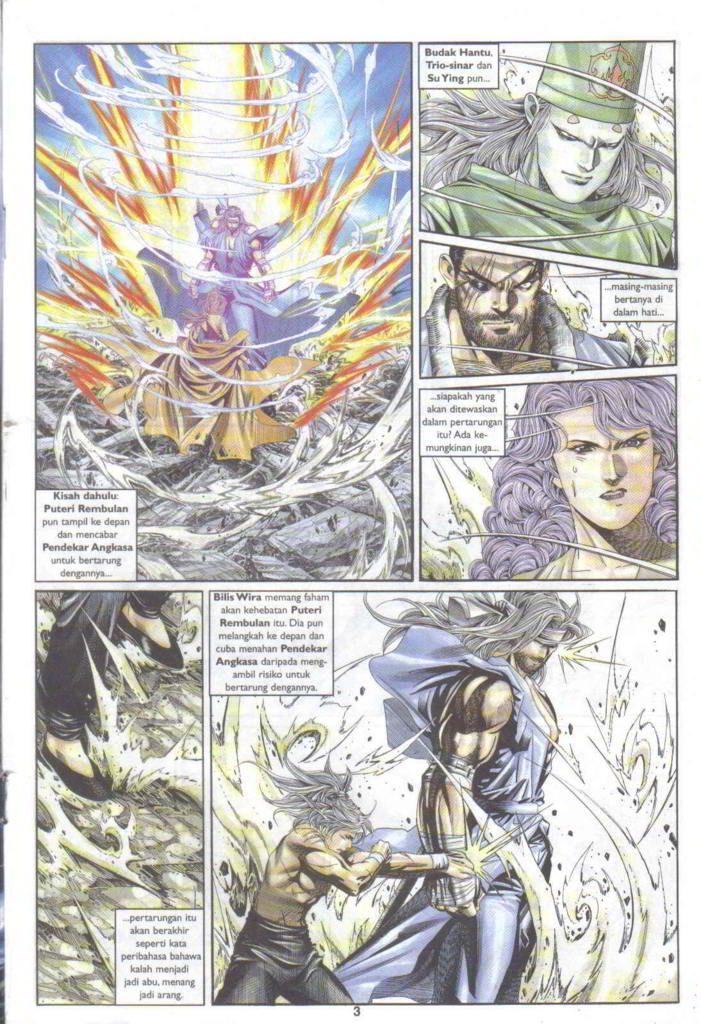 Kisah dahulu:
Puteri Rembulan
pun tampil ke depan
dan mencabar
Pendekar Angkasa
untuk bertarung
dengannya...
Budak Hantu,
Trio-sinar dan
Su Ying pun...
...masing-masing
bertanya di
dalam hati...
...siapakah yang
akan ditewaskan
dalam pertarungan
itu? Ada ke-
mungkinan juga...
...pertarungan itu
akan berakhir
seperti kata
peribahasa bahawa
kalah menjadi
jadi abu, menang
jadi arang.
Bilis Wira memang faham
akan kehebatan Puteri
Rembulan itu. Dia pun
melangkah ke depan dan
cuba menahan Pendekar
Angkasa daripada meng-
ambil risiko untuk
bertarung dengannya.
3